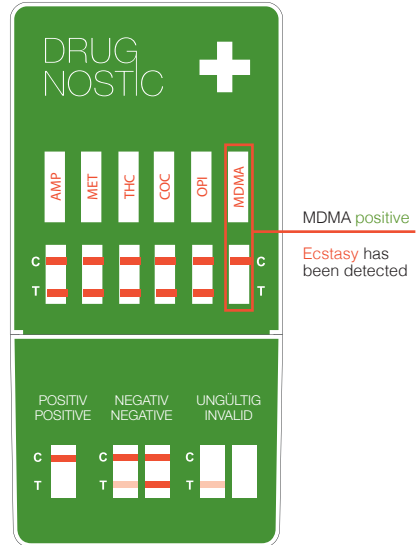 DRUG
NOSTIC
AMP MET THC COC OPI MDMA
MDMA positive
Ecstasy has
been detected
C C
T T
POSITIV NEGATIV UNGÜLTIG
POSITIVE NEGATIVE INVALID
C C C
T T T